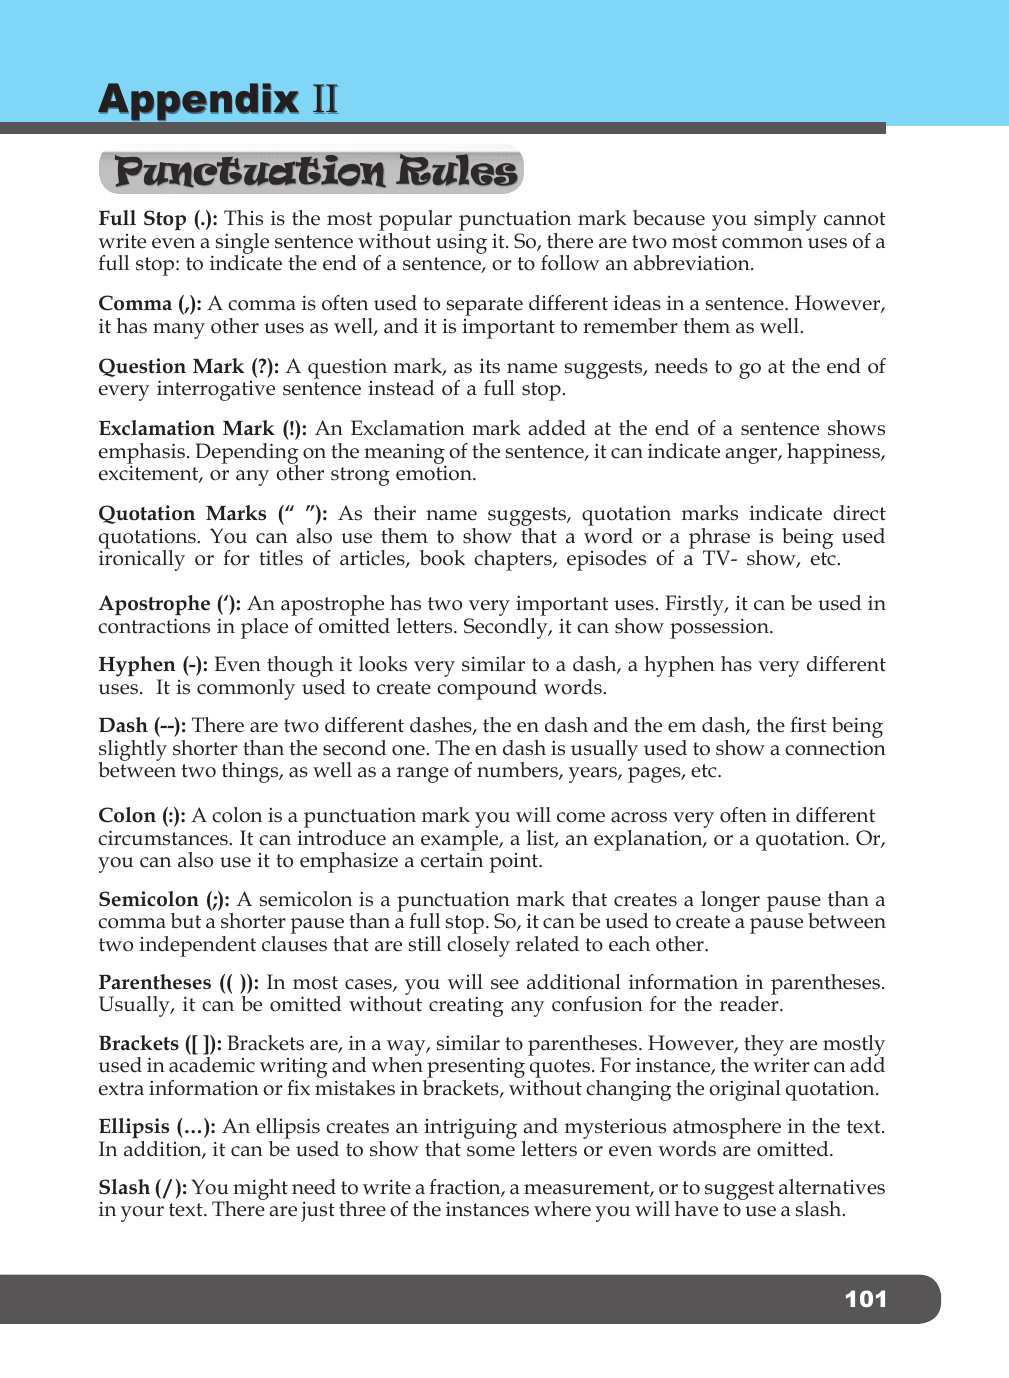 Appendix II
Punctuation Rules
Full Stop (.): This is the most popular punctuation mark because you simply cannot
write even a single sentence without using it. So, there are two most common uses of a
full stop: to indicate the end of a sentence, or to follow an abbreviation.
Comma (,): A comma is often used to separate different ideas in a sentence. However,
it has many other uses as well, and it is important to remember them as well.
Question Mark (?): A question mark, as its name suggests, needs to go at the end of
every interrogative sentence instead of a full stop.
Exclamation Mark (!): An Exclamation mark added at the end of a sentence shows
emphasis. Depending on the meaning of the sentence, it can indicate anger, happiness,
excitement, or any other strong emotion.
Quotation Marks (“ ”): As their name suggests, quotation marks indicate direct
quotations. You can also use them to show that a word or a phrase is being used
ironically or for titles of articles, book chapters, episodes of a TV- show, etc.
Apostrophe (‘): An apostrophe has two very important uses. Firstly, it can be used in
contractions in place of omitted letters. Secondly, it can show possession.
Hyphen (-): Even though it looks very similar to a dash, a hyphen has very different
uses. It is commonly used to create compound words.
Dash (--): There are two different dashes, the en dash and the em dash, the first being
slightly shorter than the second one. The en dash is usually used to show a connection
between two things, as well as a range of numbers, years, pages, etc.
Colon (:): A colon is a punctuation mark you will come across very often in different
circumstances. It can introduce an example, a list, an explanation, or a quotation. Or,
you can also use it to emphasize a certain point.
Semicolon (;): A semicolon is a punctuation mark that creates a longer pause than a
comma but a shorter pause than a full stop. So, it can be used to create a pause between
two independent clauses that are still closely related to each other.
Parentheses (( )): In most cases, you will see additional information in parentheses.
Usually, it can be omitted without creating any confusion for the reader.
Brackets ([ ]): Brackets are, in a way, similar to parentheses. However, they are mostly
used in academic writing and when presenting quotes. For instance, the writer can add
extra information or fix mistakes in brackets, without changing the original quotation.
Ellipsis (…): An ellipsis creates an intriguing and mysterious atmosphere in the text.
In addition, it can be used to show that some letters or even words are omitted.
Slash (/): You might need to write a fraction, a measurement, or to suggest alternatives
in your text. There are just three of the instances where you will have to use a slash.
101